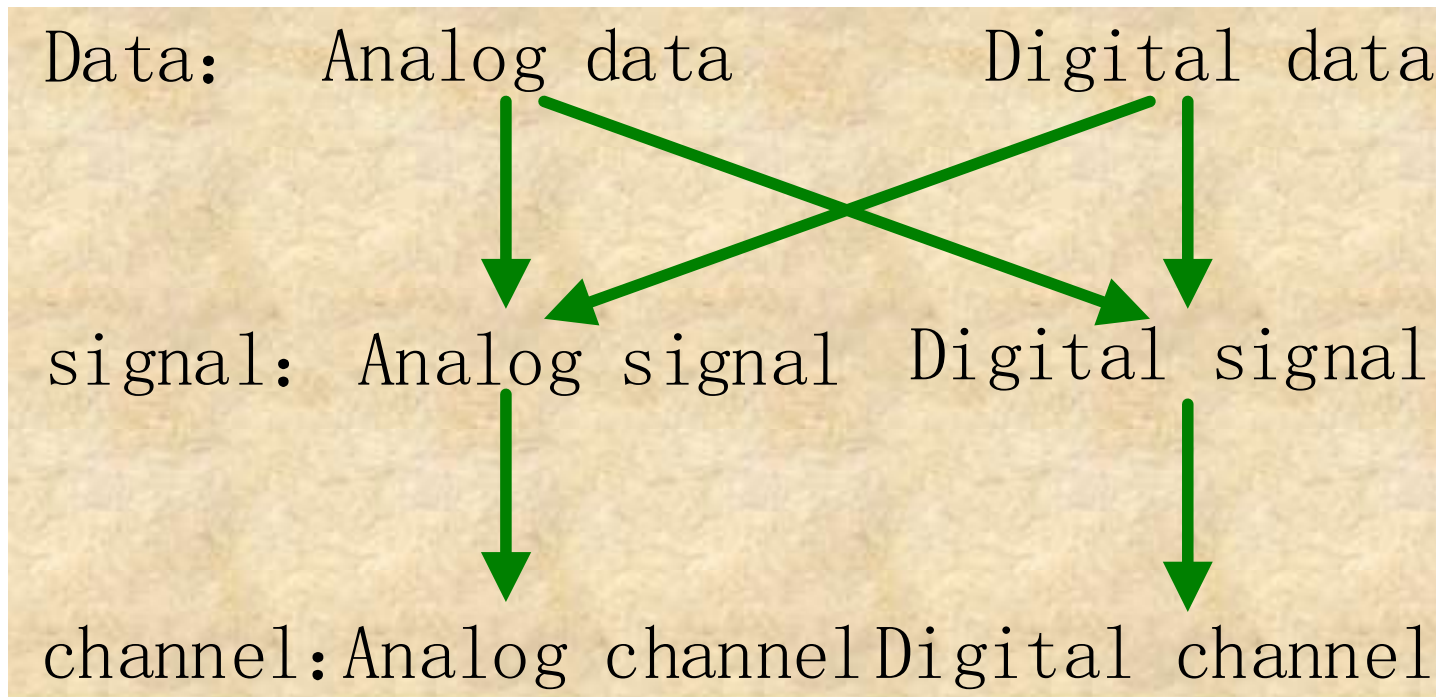 Data： Analog data Digital data
signal： Analog signal Digital signal
channel：Analog channel Digital channel